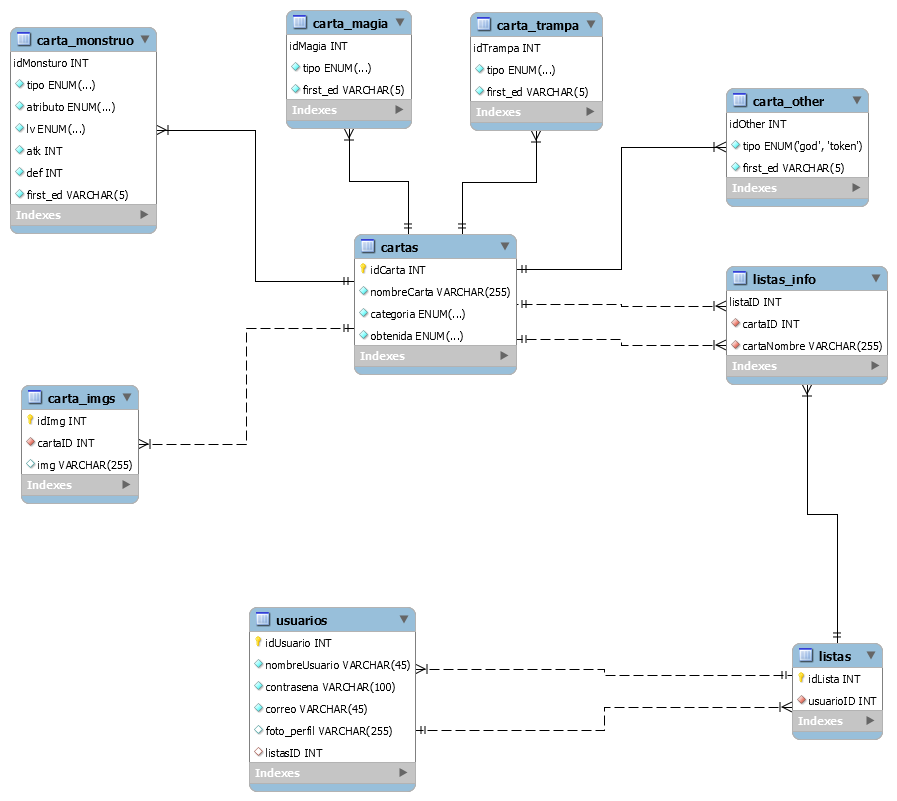 carta_monstruo
idMonsturo INT
tipo ENUM(...)
atributo ENUM(...)
lv ENUM(...)
atk INT
def INT
first_ed VARCHAR(5)
Indexes
carta_magia
idMagia INT
tipo ENUM(...)
first_ed VARCHAR(5)
Indexes
carta_trampa
idTrampa INT
tipo ENUM(...)
first_ed VARCHAR(5)
Indexes
carta_other
idOther INT
tipo ENUM('god', 'token')
first_ed VARCHAR(5)
Indexes
cartas
idCarta INT
nombreCarta VARCHAR(255)
categoria ENUM(...)
obtenida ENUM(...)
Indexes
listas_info
listaID INT
cartaID INT
cartaNombre VARCHAR(255)
Indexes
carta_imgs
idImg INT
cartaID INT
img VARCHAR(255)
Indexes
usuarios
idUsuario INT
nombreUsuario VARCHAR(45)
contrasena VARCHAR(100)
correo VARCHAR(45)
foto_perfil VARCHAR(255)
listasID INT
Indexes
listas
idLista INT
usuarioID INT
Indexes